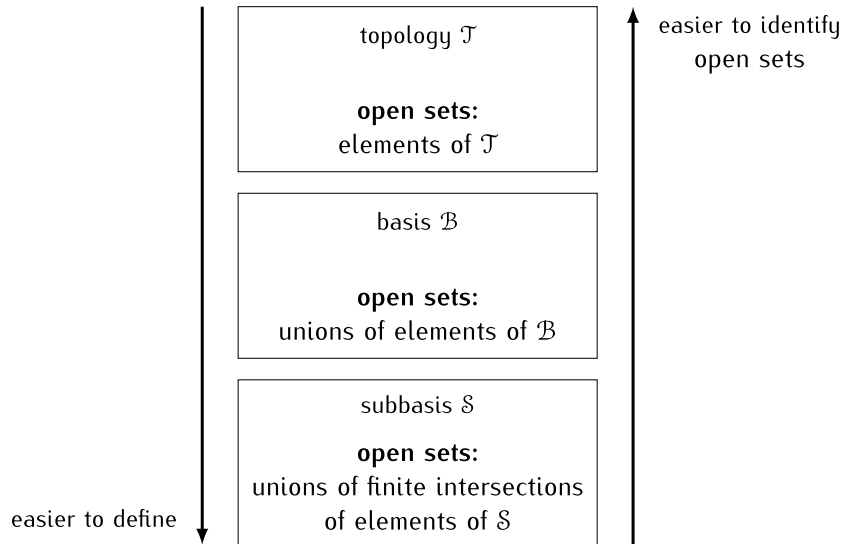 easier to identify
open sets
topology 𝒯
open sets:
elements of 𝒯
basis ℬ
open sets:
unions of elements of ℬ
subbasis 𝒮
open sets:
unions of finite intersections
of elements of 𝒮
easier to define